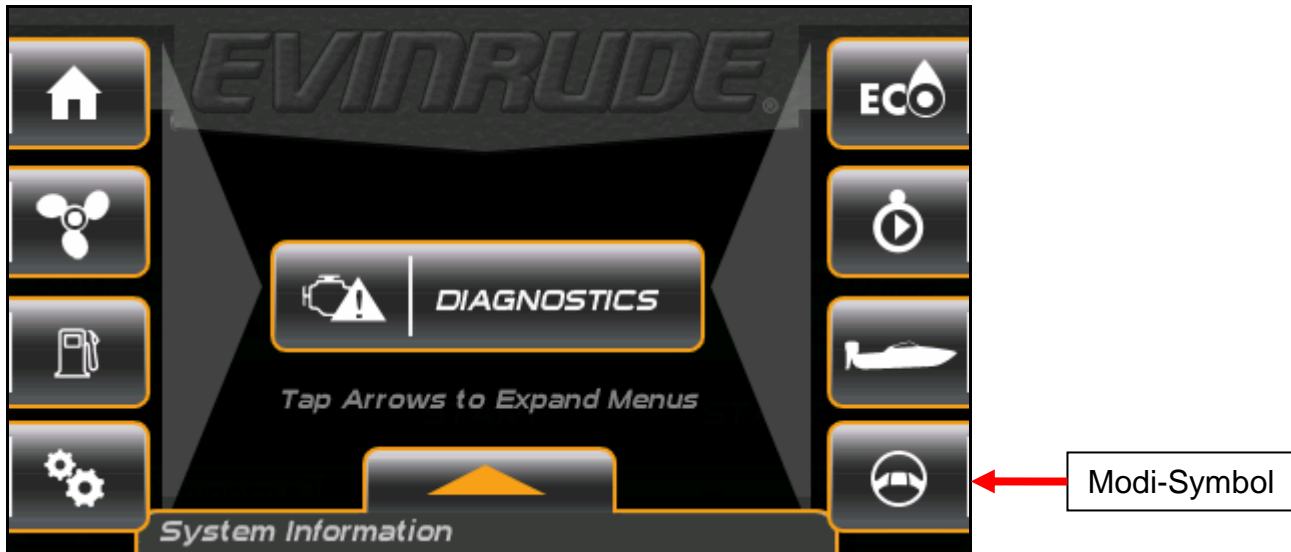 EVINRUDE®
ECO
DIAGNOSTICS
Tap Arrows to Expand Menus
Modi-Symbol
System Information